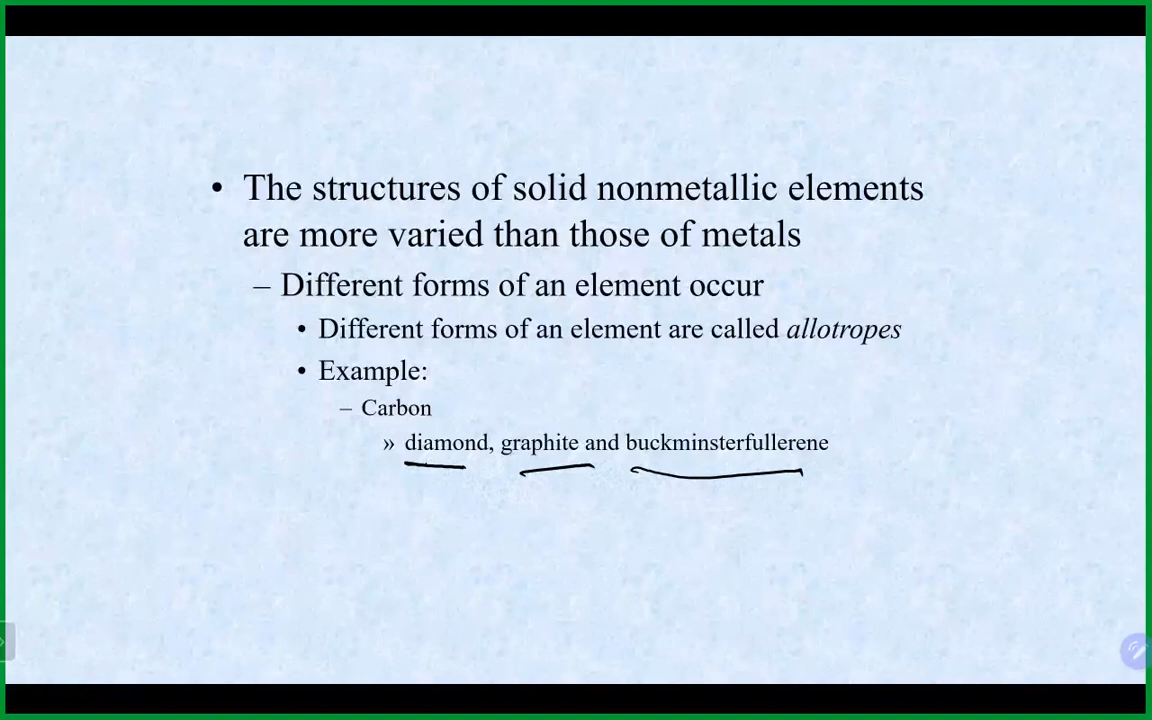 • The structures of solid nonmetallic elements
are more varied than those of metals
– Different forms of an element occur
• Different forms of an element are called allotropes
• Example:
– Carbon
» diamond, graphite and buckminsterfullerene